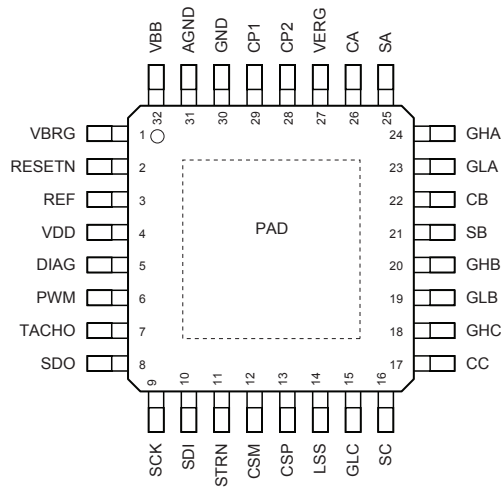 VBB AGND GND CP1 CP2 VERG CA SA
32 31 30 29 28 27 26 25
VBRG 1 24 GHA
RESETN 2 23 GLA
REF 3 22 CB
VDD 4 21 SB
PAD
DIAG 5 20 GHB
PWM 6 19 GLB
TACHO 7 18 GHC
SDO 8 17 CC
9 10 11 12 13 14 15 16
SCK SDI STRN CSM CSP LSS GLC SC